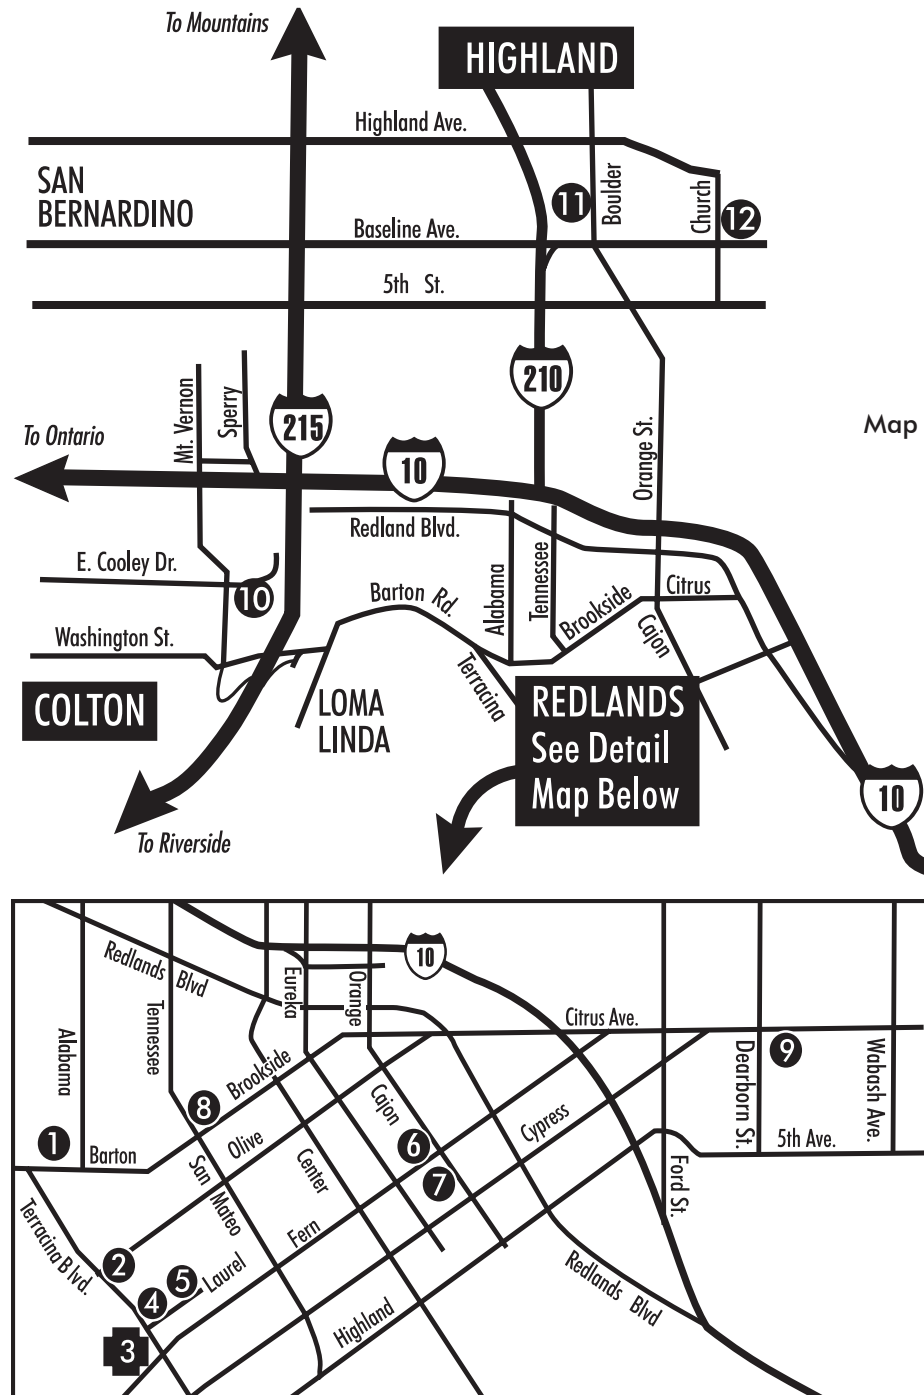 To Mountains
HIGHLAND
Highland Ave.
SAN
BERNARDINO
11
Boulder
Church
12
Baseline Ave.
5th St.
210
Mt. Vernon
Sperry
215
To Ontario
10
Orange St.
Map
Redland Blvd.
E. Cooley Dr.
10
Barton Rd.
Alabama
Tennessee
Brookside
Citrus
Cajon
Washington St.
Terracina
COLTON
LOMA
LINDA
REDLANDS
See Detail
Map Below
10
To Riverside
Redlands Blvd
10
Eureka
Orange
Tennessee
Citrus Ave.
Alabama
Brookside
Dearborn St.
9
Wabash Ave.
8
Cajon
Cypress
1
Barton
Olive
6
5th Ave.
San Mateo
Center
7
Ford St.
Terracina Blvd.
2
Fern
5
Laurel
4
Redlands Blvd
3
Highland